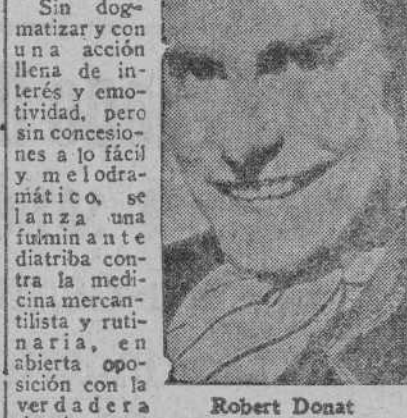 Sin dog-
matizar y con
una acción
llena de in-
terés y emo-
tividad, pero
sin concesio-
nes a lo fácil
y melodra-
mático, se
lanza una
fulminante
diatriba con-
tra la medi-
cina mercan-
tilista y ruti-
naria, en
abierta opo-
sición con la
verdadera
Robert Donat